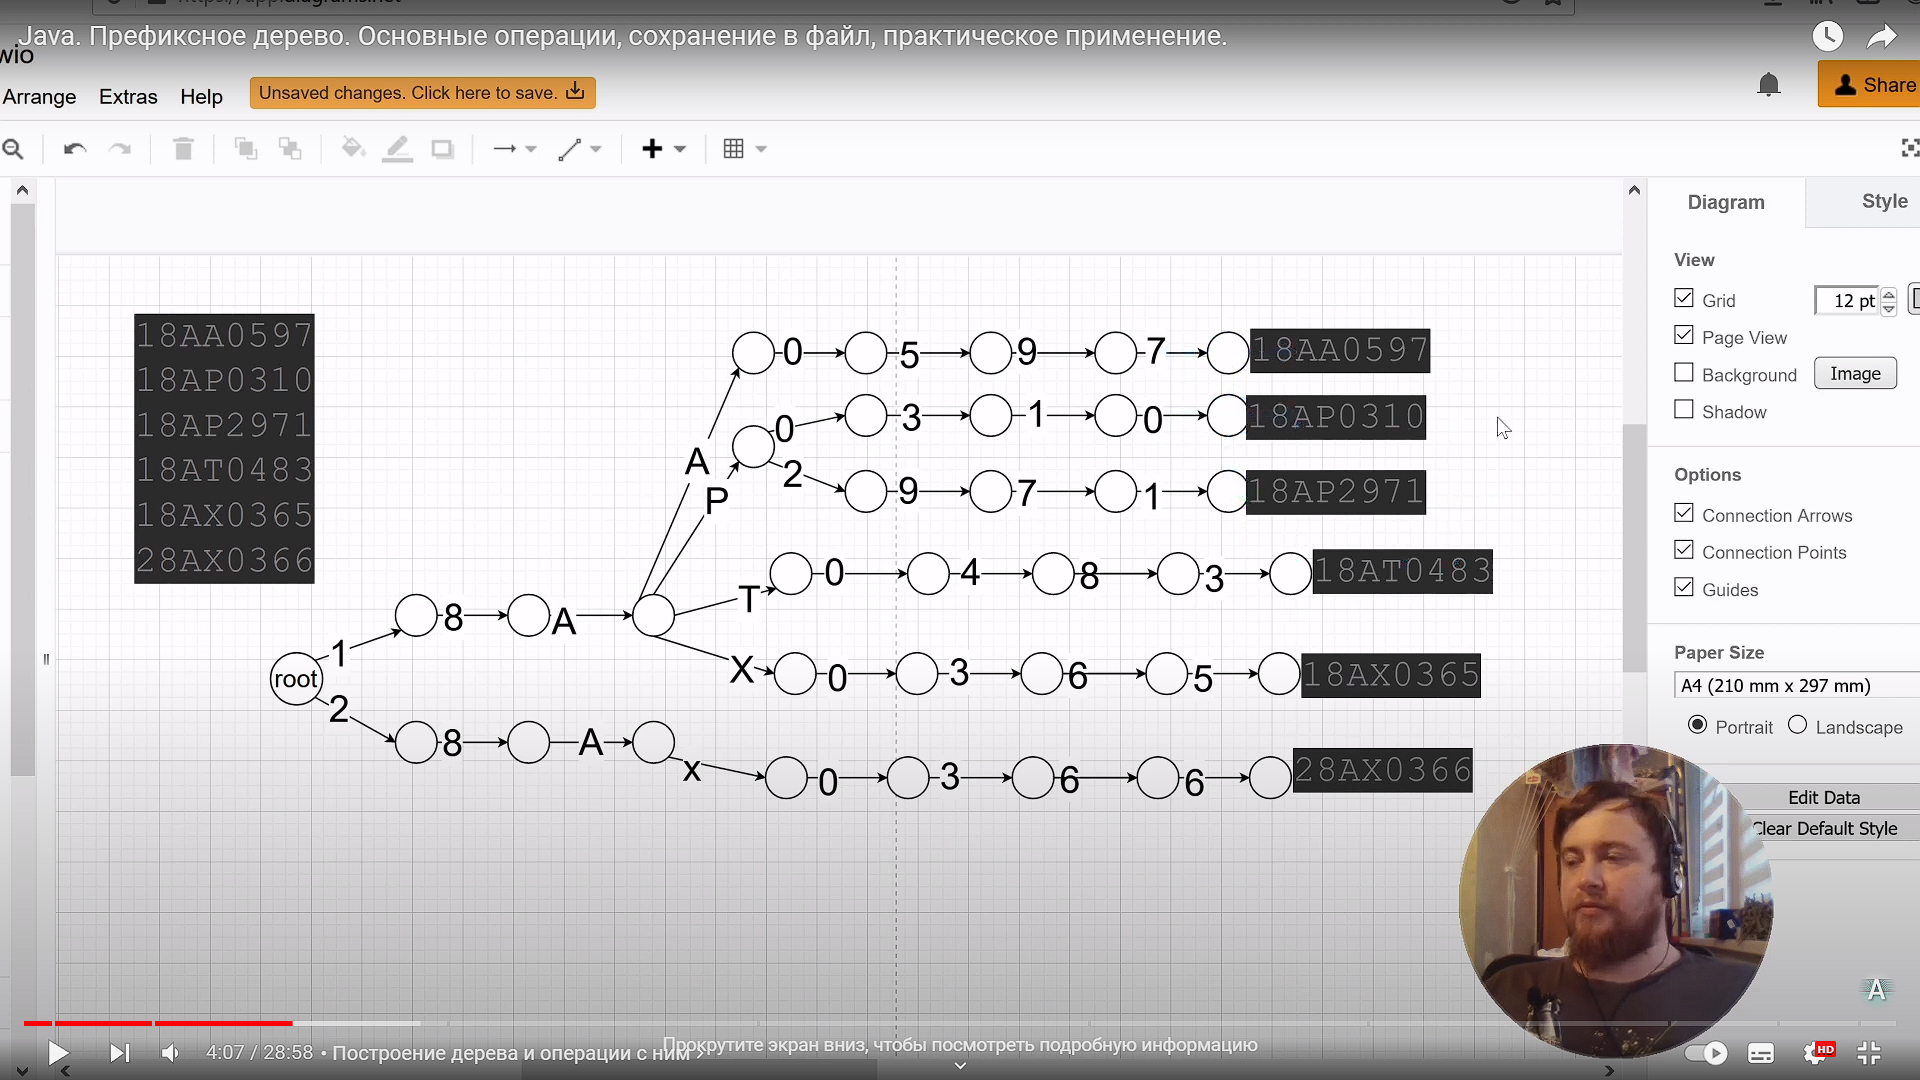 Java. Префиксное дерево. Основные операции, сохранение в файл, практическое применение.
wio
Arrange Extras Help Unsaved changes. Click here to save. Share
Diagram Style
View
Grid 12 pt
Page View
Background Image
Shadow
Options
Connection Arrows
Connection Points
Guides
Paper Size
A4 (210 mm x 297 mm)
Portrait Landscape
Edit Data
Clear Default Style
18AA0597
18AP0310
18AP2971
18AT0483
18AX0365
28AX0366
0 5 9 7 18AA0597
0 3 1 0 18AP0310
A
2 9 7 1 18AP2971
P
T 0 4 8 3 18AT0483
1 8 A
root
X 0 3 6 5 18AX0365
2 8 A
x 0 3 6 6 28AX0366
A
4:07 / 28:58 • Построение дерева и операции с ним
Прокрутите экран вниз, чтобы посмотреть подробную информацию
HD